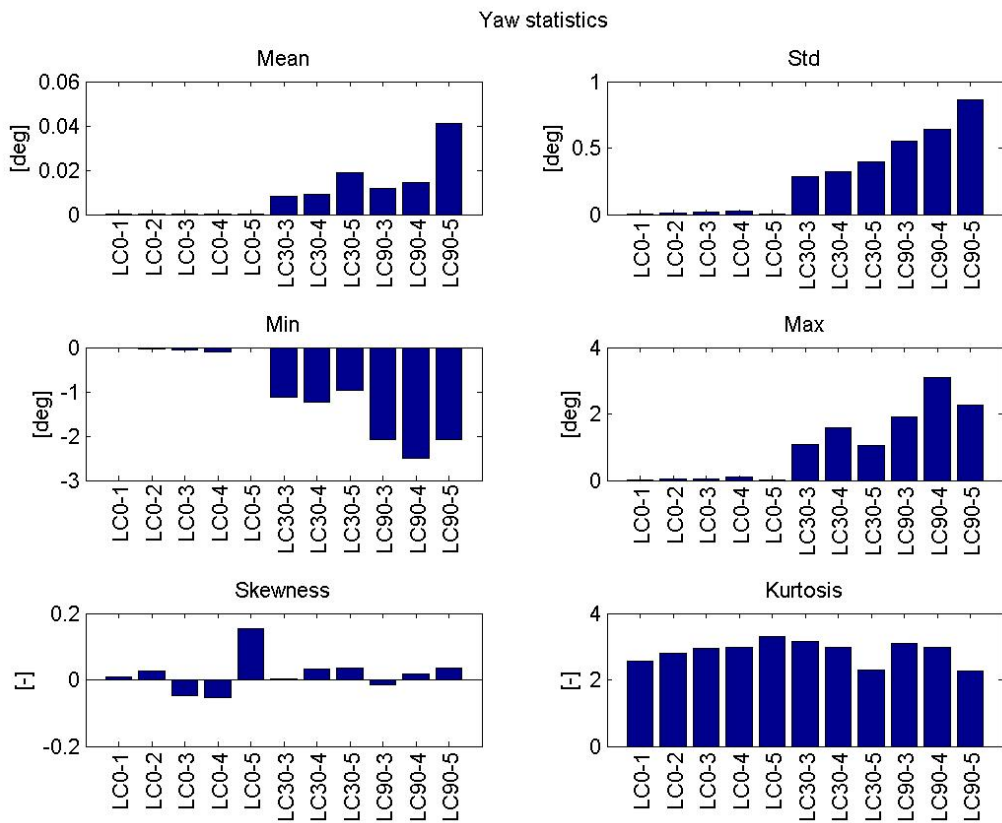 Yaw statistics
Mean
0.06
0.04
0.02
0
[deg]
LC0-1
LC0-2
LC0-3
LC0-4
LC0-5
LC30-3
LC30-4
LC30-5
LC90-3
LC90-4
LC90-5
Std
1
0.5
0
[deg]
LC0-1
LC0-2
LC0-3
LC0-4
LC0-5
LC30-3
LC30-4
LC30-5
LC90-3
LC90-4
LC90-5
Min
0
-1
-2
-3
[deg]
LC0-1
LC0-2
LC0-3
LC0-4
LC0-5
LC30-3
LC30-4
LC30-5
LC90-3
LC90-4
LC90-5
Max
4
2
0
[deg]
LC0-1
LC0-2
LC0-3
LC0-4
LC0-5
LC30-3
LC30-4
LC30-5
LC90-3
LC90-4
LC90-5
Skewness
0.2
0
-0.2
[-]
LC0-1
LC0-2
LC0-3
LC0-4
LC0-5
LC30-3
LC30-4
LC30-5
LC90-3
LC90-4
LC90-5
Kurtosis
4
2
0
[-]
LC0-1
LC0-2
LC0-3
LC0-4
LC0-5
LC30-3
LC30-4
LC30-5
LC90-3
LC90-4
LC90-5